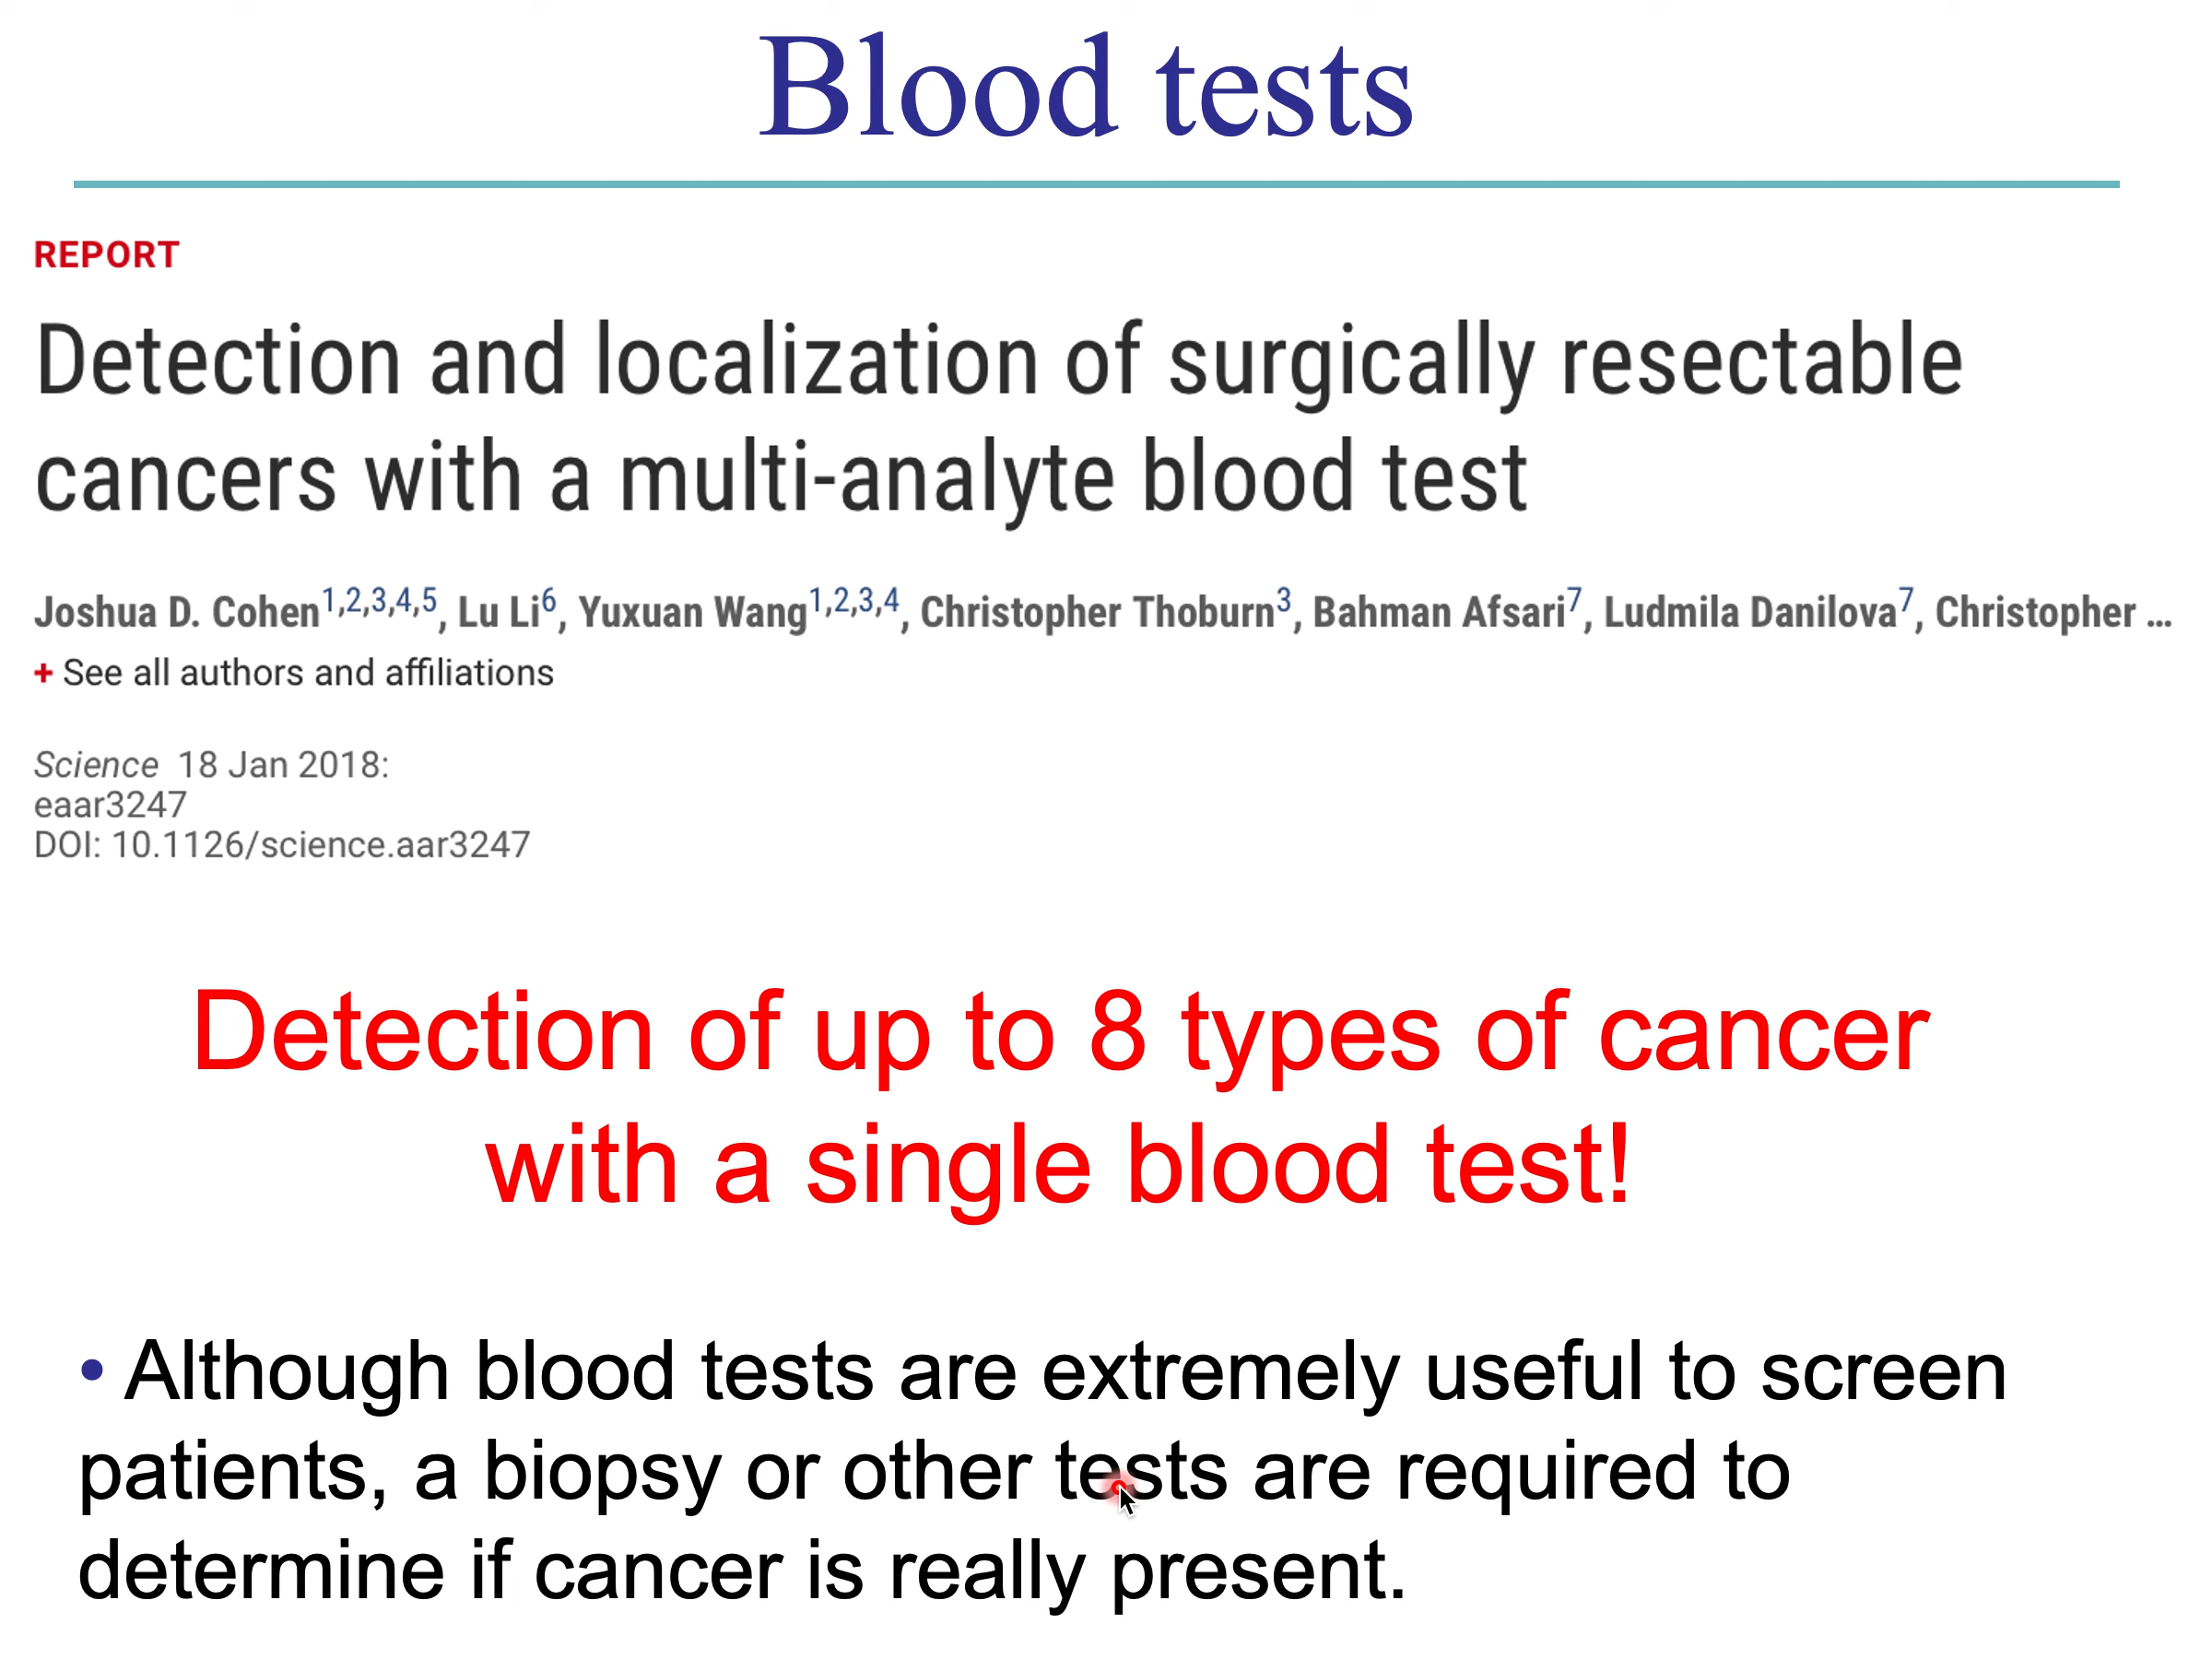 Blood tests
REPORT
Detection and localization of surgically resectable
cancers with a multi-analyte blood test
Joshua D. Cohen1,2,3,4,5, Lu Li6, Yuxuan Wang1,2,3,4, Christopher Thoburn3, Bahman Afsari7, Ludmila Danilova7, Christopher ...
+ See all authors and affiliations
Science 18 Jan 2018:
eaar3247
DOI: 10.1126/science.aar3247
Detection of up to 8 types of cancer
with a single blood test!
• Although blood tests are extremely useful to screen
patients, a biopsy or other tests are required to
determine if cancer is really present.